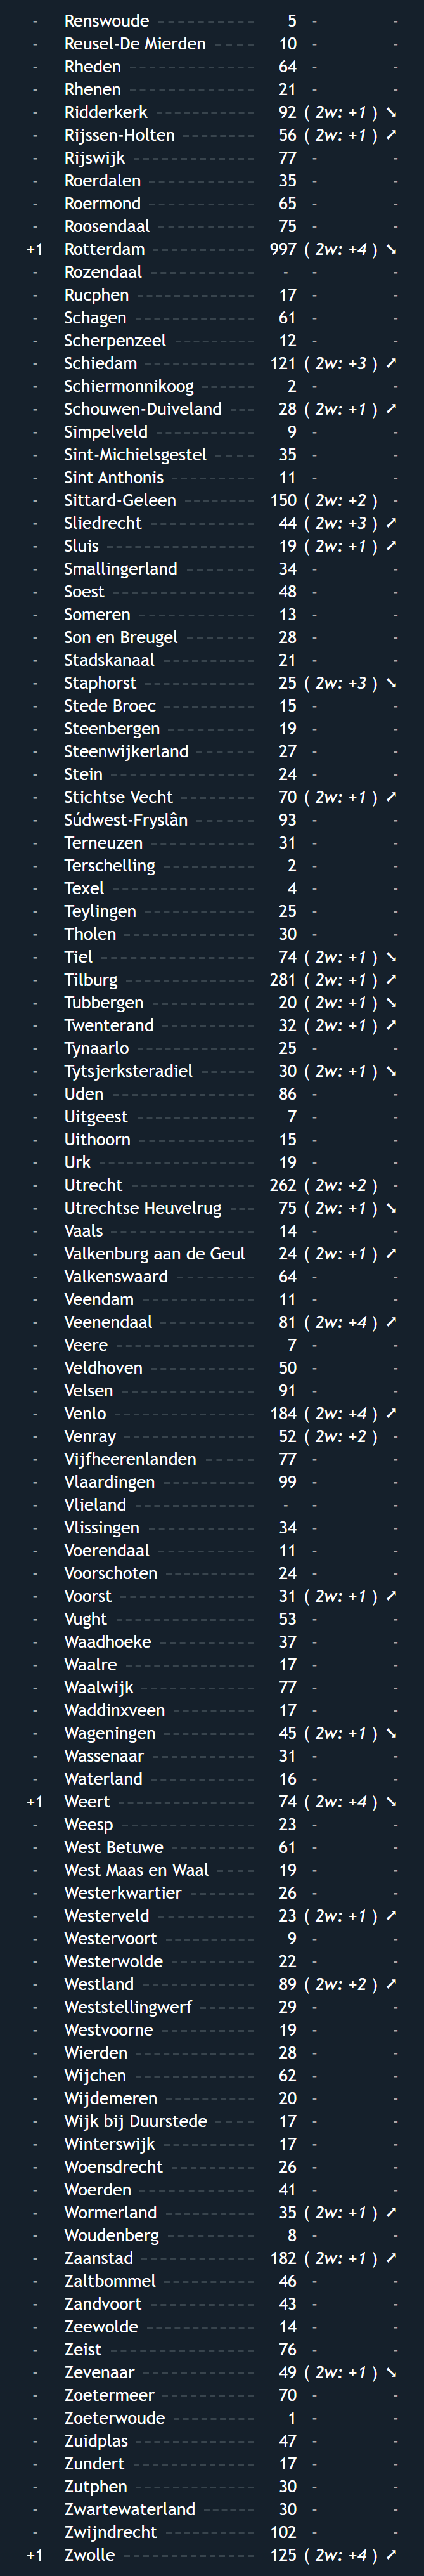 - Renswoude ----------- 5 - -
- Reusel-De Mierden ----- 10 - -
- Rheden --------------- 64 - -
- Rhenen --------------- 21 - -
- Ridderkerk ----------- 92 ( 2w: +1 ) ↘
- Rijssen-Holten --------- 56 ( 2w: +1 ) ↗
- Rijswijk -------------- 77 - -
- Roerdalen ------------ 35 - -
- Roermond ------------ 65 - -
- Roosendaal ----------- 75 - -
+1 Rotterdam ------------ 997 ( 2w: +4 ) ↘
- Rozendaal ------------ - - -
- Rucphen -------------- 17 - -
- Schagen -------------- 61 - -
- Scherpenzeel ---------- 12 - -
- Schiedam ------------- 121 ( 2w: +3 ) ↗
- Schiermonnikoog ------ 2 - -
- Schouwen-Duiveland --- 28 ( 2w: +1 ) ↗
- Simpelveld ------------ 9 - -
- Sint-Michielsgestel ----- 35 - -
- Sint Anthonis ---------- 11 - -
- Sittard-Geleen -------- 150 ( 2w: +2 ) -
- Sliedrecht ------------ 44 ( 2w: +3 ) ↗
- Sluis ---------------- 19 ( 2w: +1 ) ↗
- Smallingerland -------- 34 - -
- Soest ---------------- 48 - -
- Someren ------------- 13 - -
- Son en Breugel -------- 28 - -
- Stadskanaal ----------- 21 - -
- Staphorst ------------ 25 ( 2w: +3 ) ↘
- Stede Broec ----------- 15 - -
- Steenbergen ---------- 19 - -
- Steenwijkerland ------- 27 - -
- Stein ---------------- 24 - -
- Stichtse Vecht --------- 70 ( 2w: +1 ) ↗
- Súdwest-Fryslân ------- 93 - -
- Terneuzen ------------ 31 - -
- Terschelling ----------- 2 - -
- Texel ---------------- 4 - -
- Teylingen ------------ 25 - -
- Tholen --------------- 30 - -
- Tiel ------------------ 74 ( 2w: +1 ) ↘
- Tilburg --------------- 281 ( 2w: +1 ) ↗
- Tubbergen ------------ 20 ( 2w: +1 ) ↘
- Twenterand ----------- 32 ( 2w: +1 ) ↗
- Tynaarlo ------------- 25 - -
- Tytsjerksteradiel ------ 30 ( 2w: +1 ) ↘
- Uden ---------------- 86 - -
- Uitgeest ------------- 7 - -
- Uithoorn ------------- 15 - -
- Urk ------------------ 19 - -
- Utrecht -------------- 262 ( 2w: +2 ) -
- Utrechtse Heuvelrug --- 75 ( 2w: +1 ) ↘
- Vaals ---------------- 14 - -
- Valkenburg aan de Geul 24 ( 2w: +1 ) ↗
- Valkenswaard --------- 64 - -
- Veendam ------------- 11 - -
- Veenendaal ----------- 81 ( 2w: +4 ) ↗
- Veere ---------------- 7 - -
- Veldhoven ------------ 50 - -
- Velsen --------------- 91 - -
- Venlo ---------------- 184 ( 2w: +4 ) ↗
- Venray --------------- 52 ( 2w: +2 ) -
- Vijfheerenlanden ------ 77 - -
- Vlaardingen ----------- 99 - -
- Vlieland -------------- - - -
- Vlissingen ------------ 34 - -
- Voerendaal ----------- 11 - -
- Voorschoten ---------- 24 - -
- Voorst --------------- 31 ( 2w: +1 ) ↗
- Vught ---------------- 53 - -
- Waadhoeke ----------- 37 - -
- Waalre --------------- 17 - -
- Waalwijk ------------- 77 - -
- Waddinxveen ---------- 17 - -
- Wageningen ---------- 45 ( 2w: +1 ) ↘
- Wassenaar ------------ 31 - -
- Waterland ------------ 16 - -
+1 Weert --------------- 74 ( 2w: +4 ) ↘
- Weesp --------------- 23 - -
- West Betuwe ---------- 61 - -
- West Maas en Waal ---- 19 - -
- Westerkwartier -------- 26 - -
- Westerveld ----------- 23 ( 2w: +1 ) ↗
- Westervoort ---------- 9 - -
- Westerwolde ---------- 22 - -
- Westland ------------- 89 ( 2w: +2 ) ↗
- Weststellingwerf ------ 29 - -
- Westvoorne ----------- 19 - -
- Wierden -------------- 28 - -
- Wijchen -------------- 62 - -
- Wijdemeren ---------- 20 - -
- Wijk bij Duurstede ---- 17 - -
- Winterswijk ----------- 17 - -
- Woensdrecht ---------- 26 - -
- Woerden ------------- 41 - -
- Wormerland ---------- 35 ( 2w: +1 ) ↗
- Woudenberg ---------- 8 - -
- Zaanstad ------------- 182 ( 2w: +1 ) ↗
- Zaltbommel ----------- 46 - -
- Zandvoort ------------ 43 - -
- Zeewolde ------------- 14 - -
- Zeist ---------------- 76 - -
- Zevenaar ------------- 49 ( 2w: +1 ) ↘
- Zoetermeer ----------- 70 - -
- Zoeterwoude ---------- 1 - -
- Zuidplas ------------- 47 - -
- Zundert -------------- 17 - -
- Zutphen -------------- 30 - -
- Zwartewaterland ------ 30 - -
- Zwijndrecht ----------- 102 - -
+1 Zwolle --------------- 125 ( 2w: +4 ) ↗